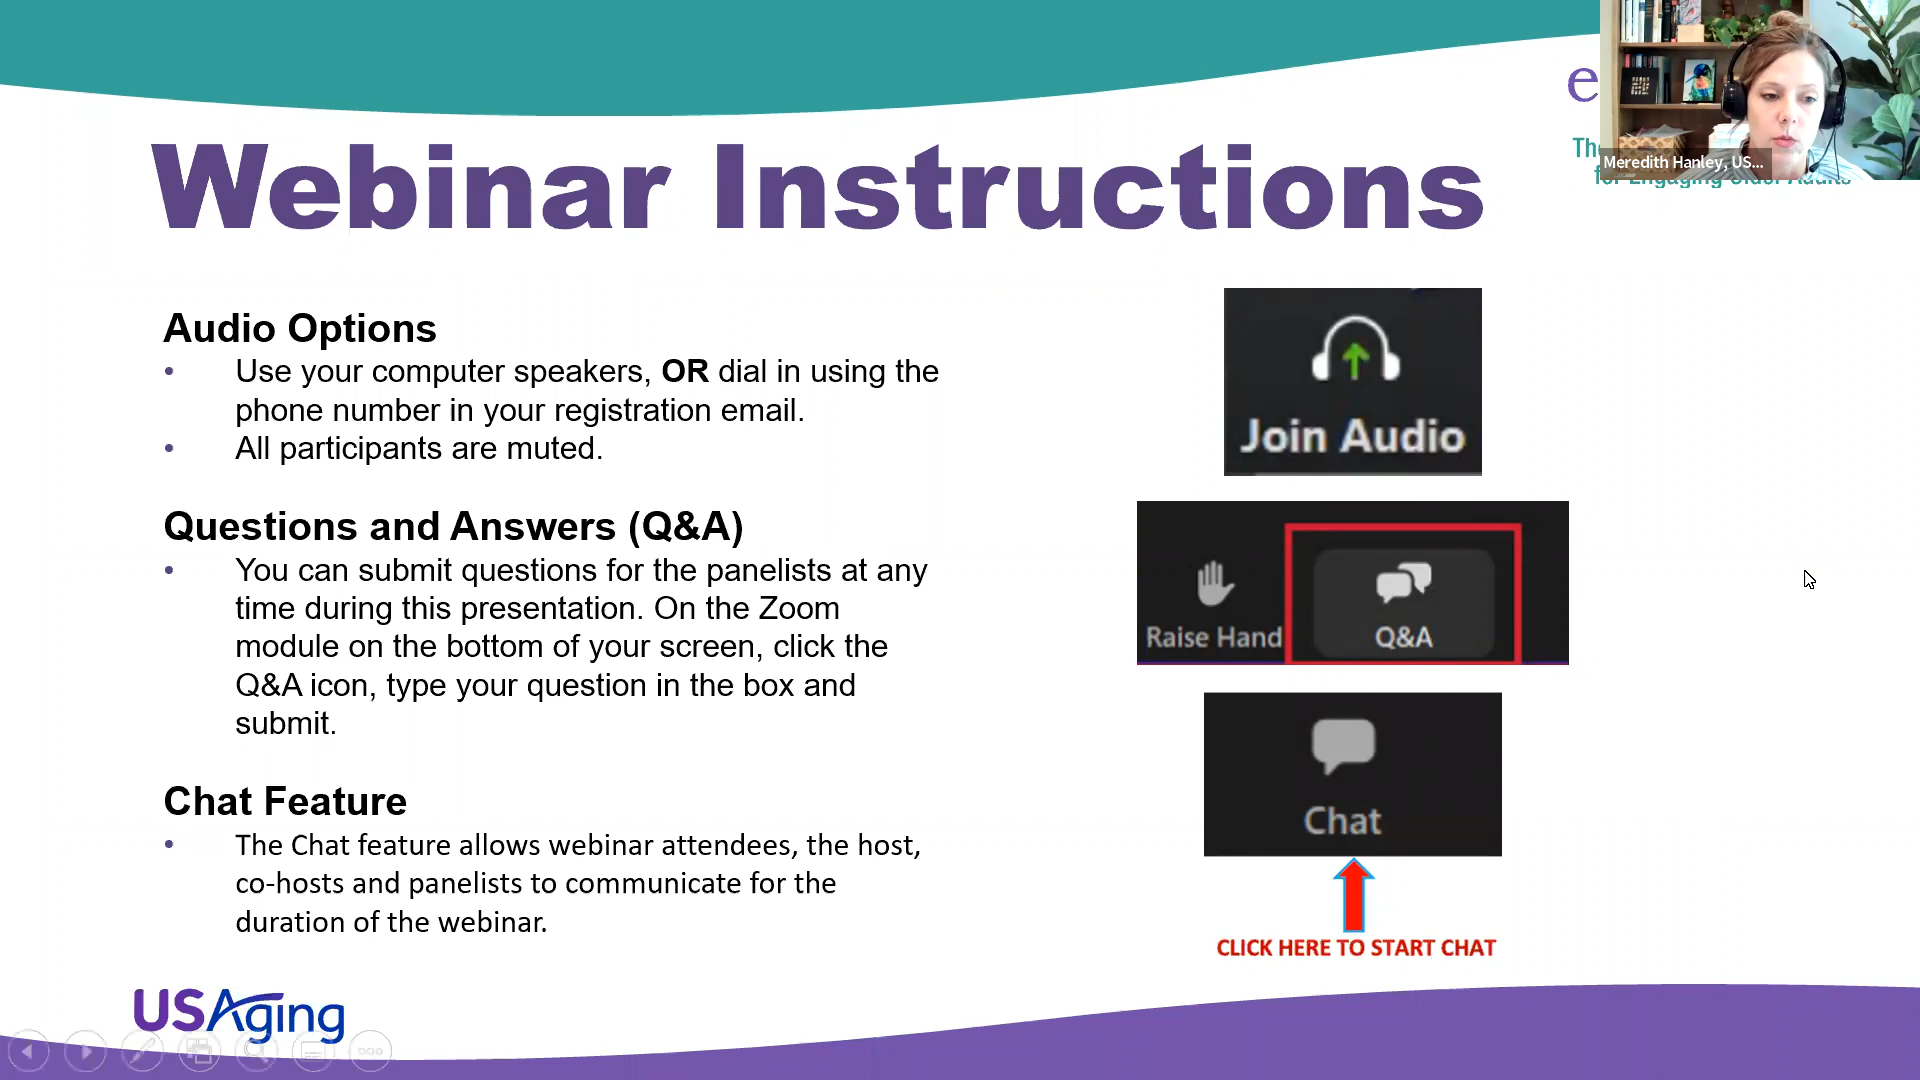 Webinar Instructions
e
The
for Engaging Older Adults
Meredith Hanley, US...
Audio Options
• Use your computer speakers, OR dial in using the
phone number in your registration email.
• All participants are muted.
Questions and Answers (Q&A)
• You can submit questions for the panelists at any
time during this presentation. On the Zoom
module on the bottom of your screen, click the
Q&A icon, type your question in the box and
submit.
Chat Feature
• The Chat feature allows webinar attendees, the host,
co-hosts and panelists to communicate for the
duration of the webinar.
Join Audio
Raise Hand
Q&A
Chat
CLICK HERE TO START CHAT
USAging